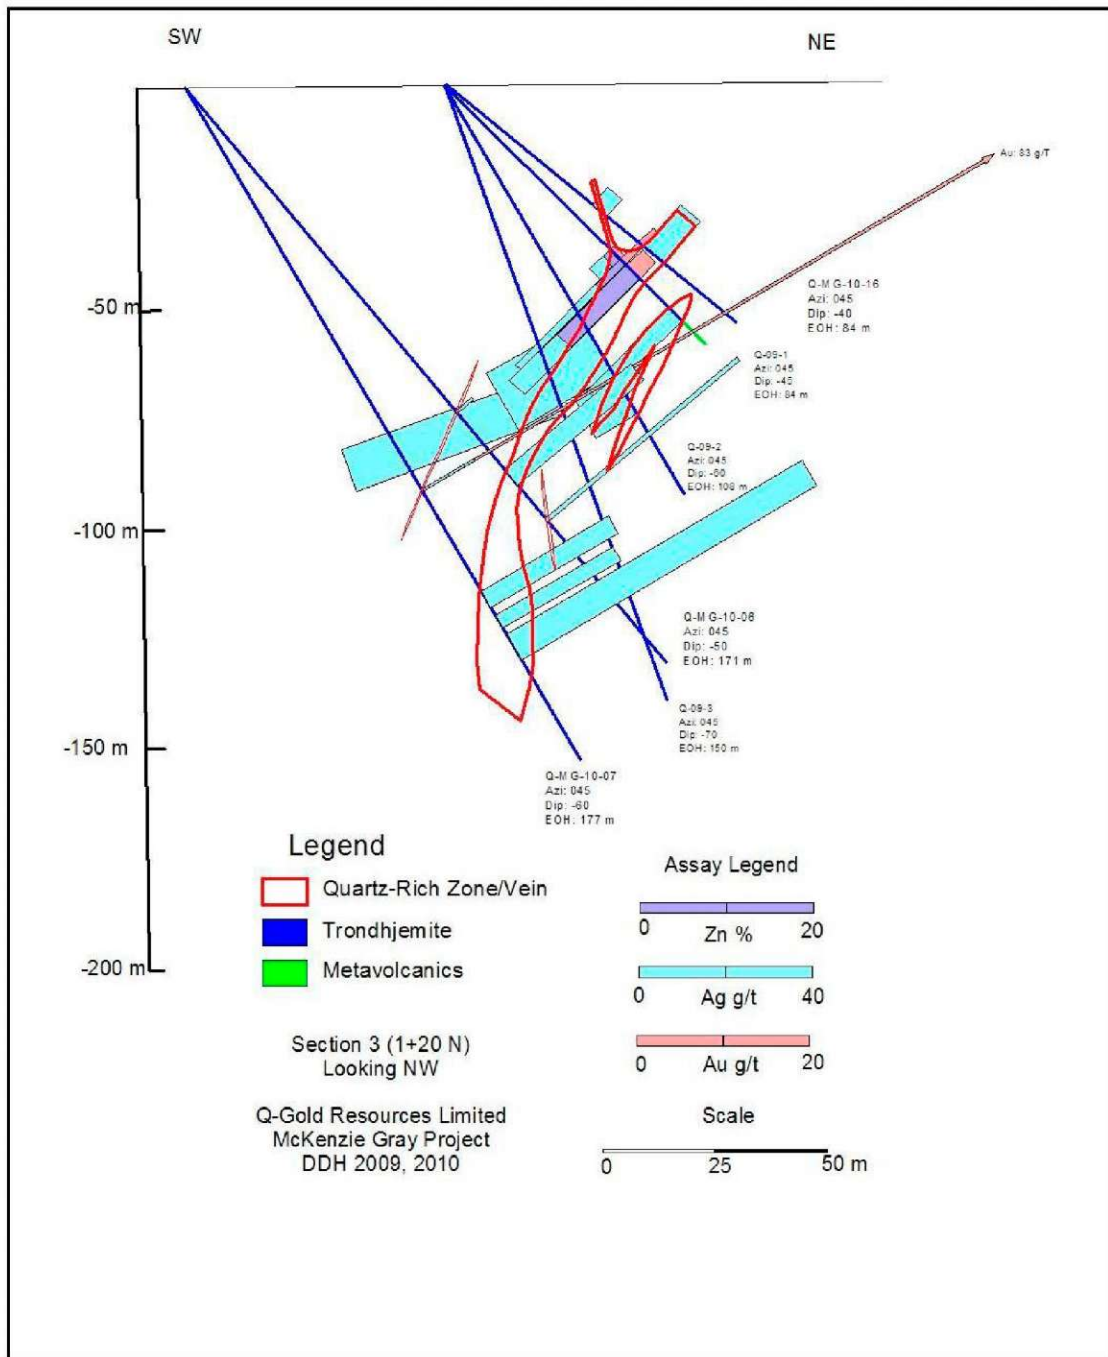 SW
NE
Au: 83 g/T
-50 m
-100 m
-150 m
-200 m
Q-MG-10-16
Azi: 045
Dip: -40
EOH: 84 m
Q-09-1
Azi: 045
Dip: -45
EOH: 84 m
Q-09-2
Azi: 045
Dip: -60
EOH: 108 m
Q-MG-10-06
Azi: 045
Dip: -50
EOH: 171 m
Q-09-3
Azi: 045
Dip: -70
EOH: 150 m
Q-MG-10-07
Azi: 045
Dip: -60
EOH: 177 m
Legend
Quartz-Rich Zone/Vein
Trondhjemite
Metavolcanics
Assay Legend
0 Zn % 20
0 Ag g/t 40
0 Au g/t 20
Section 3 (1+20 N)
Looking NW
Q-Gold Resources Limited
McKenzie Gray Project
DDH 2009, 2010
Scale
0 25 50 m